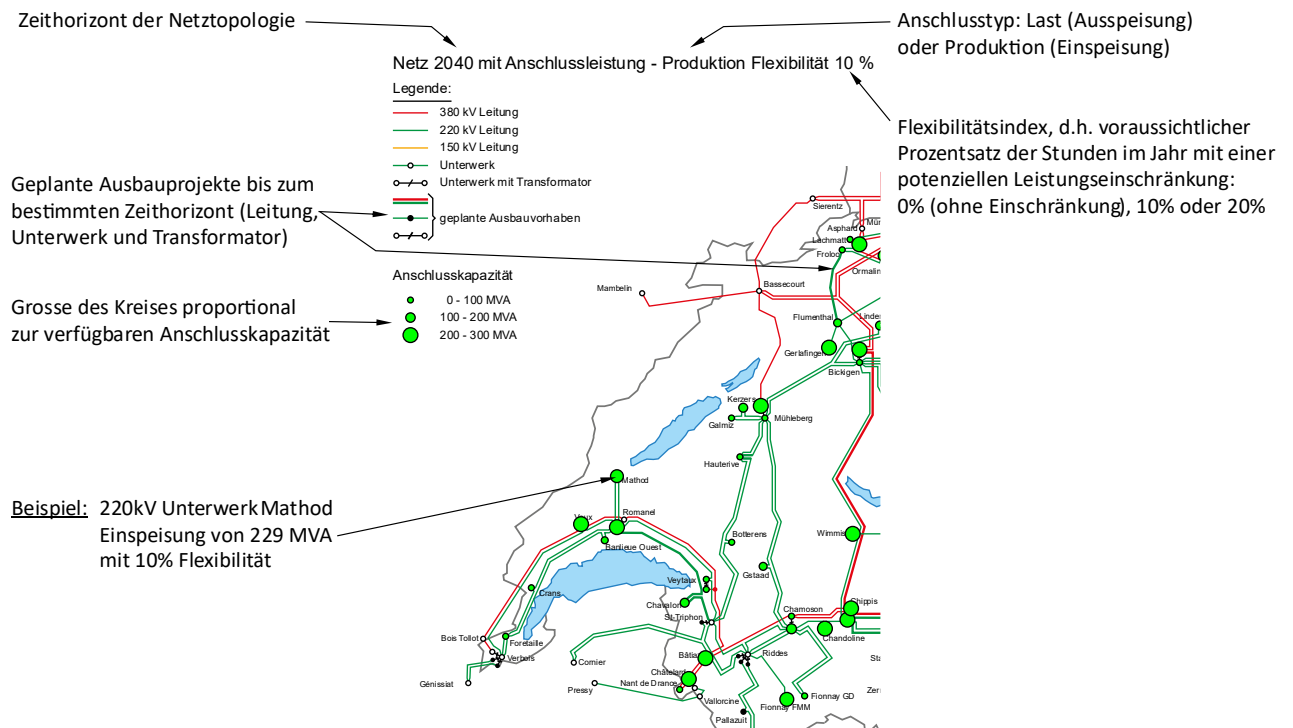 Zeithorizont der Netztopologie
Anschlusstyp: Last (Ausspeisung)
oder Produktion (Einspeisung)
Netz 2040 mit Anschlussleistung - Produktion Flexibilität 10 %
Legende:
380 kV Leitung
220 kV Leitung
150 kV Leitung
Unterwerk
Unterwerk mit Transformator
geplante Ausbauvorhaben
Flexibilitätsindex, d.h. voraussichtlicher
Prozentsatz der Stunden im Jahr mit einer
potenziellen Leistungseinschränkung:
0% (ohne Einschränkung), 10% oder 20%
Geplante Ausbauprojekte bis zum
bestimmten Zeithorizont (Leitung,
Unterwerk und Transformator)
Anschlusskapazität
0 - 100 MVA
100 - 200 MVA
200 - 300 MVA
Grosse des Kreises proportional
zur verfügbaren Anschlusskapazität
Beispiel: 220kV Unterwerk Mathod
Einspeisung von 229 MVA
mit 10% Flexibilität
Sierentz
Asphard
Lachmatt
Froloo
Ormalin
Mambelin
Bassecourt
Flumenthal
Linde
Gerlafingen
Bickigen
Kerzers
Galmiz
Mühleberg
Hauterive
Mathod
Romanel
Banlieue Ouest
Botterens
Wimmis
Gstaad
Veytaux
Crans
Chavalon
St-Triphon
Chamoson
Chippis
Chandoline
Bois Tollot
Foretaille
Verbois
Génissiat
Cornier
Pressy
Bâtiaz
Riddes
Châtelard
Nant de Drance
Vallorcine
Pallazuit
Fionnay FMM
Fionnay GD
Sta
Zer